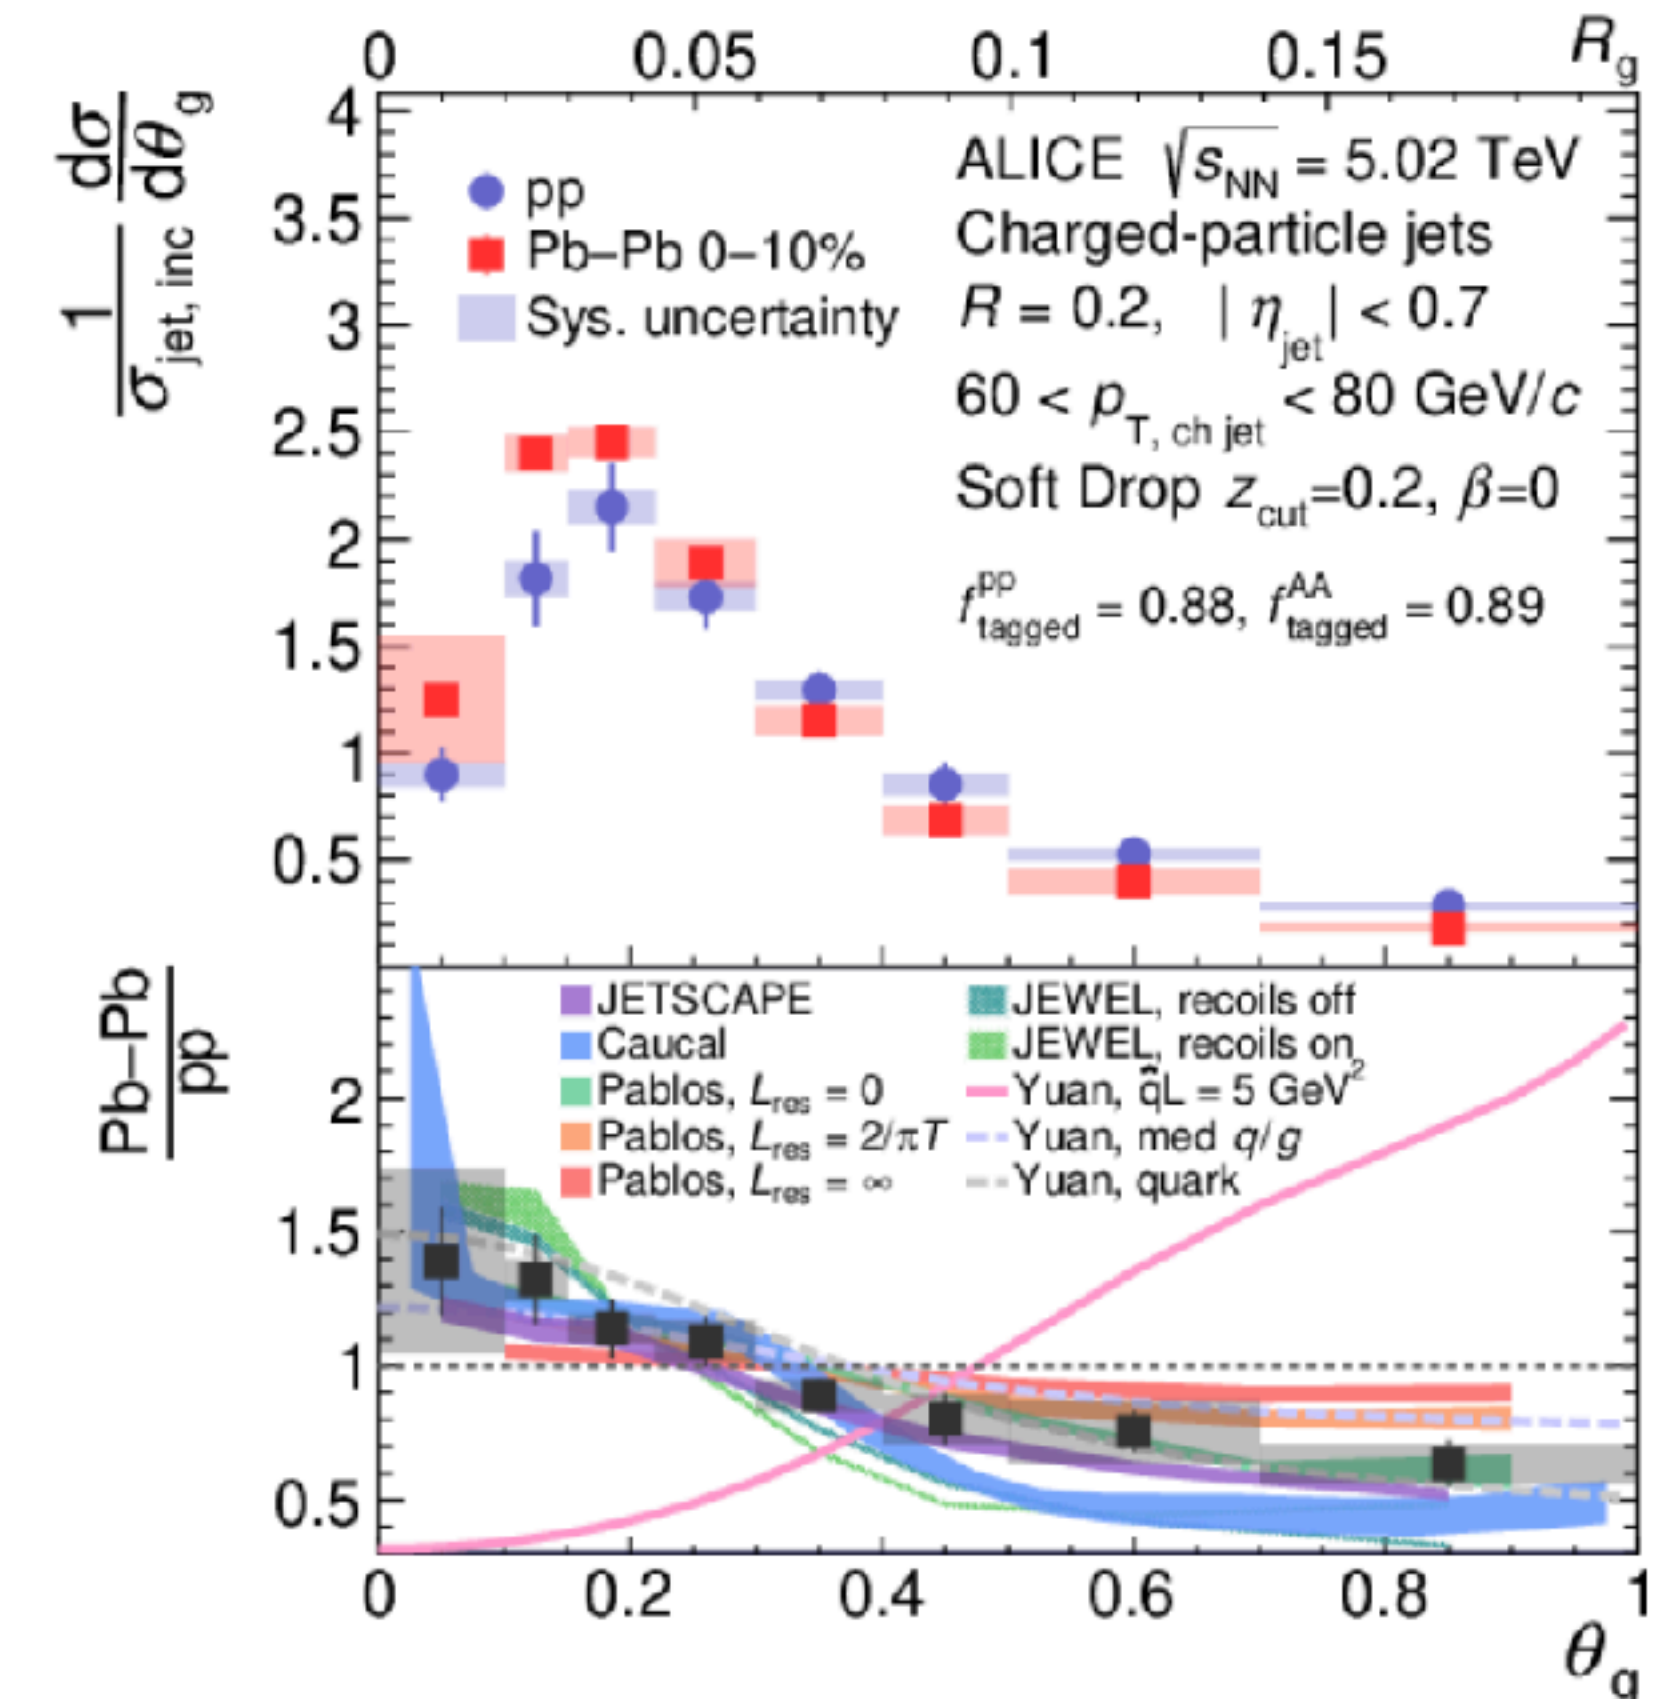 0 0.05 0.1 0.15 R_g
1/σ_jet, inc dσ/dθ_g
4
3.5
3
2.5
2
1.5
1
0.5
pp
Pb–Pb 0–10%
Sys. uncertainty
ALICE √s_NN = 5.02 TeV
Charged-particle jets
R = 0.2, | η_jet | < 0.7
60 < p_T, ch jet < 80 GeV/c
Soft Drop z_cut=0.2, β=0
f^pp_tagged = 0.88, f^AA_tagged = 0.89
Pb–Pb/pp
2
1.5
1
0.5
JETSCAPE
Caucal
Pablos, L_res = 0
Pablos, L_res = 2/πT
Pablos, L_res = ∞
JEWEL, recoils off
JEWEL, recoils on
Yuan, q̂L = 5 GeV²
Yuan, med q/g
Yuan, quark
0 0.2 0.4 0.6 0.8 1
θ_g